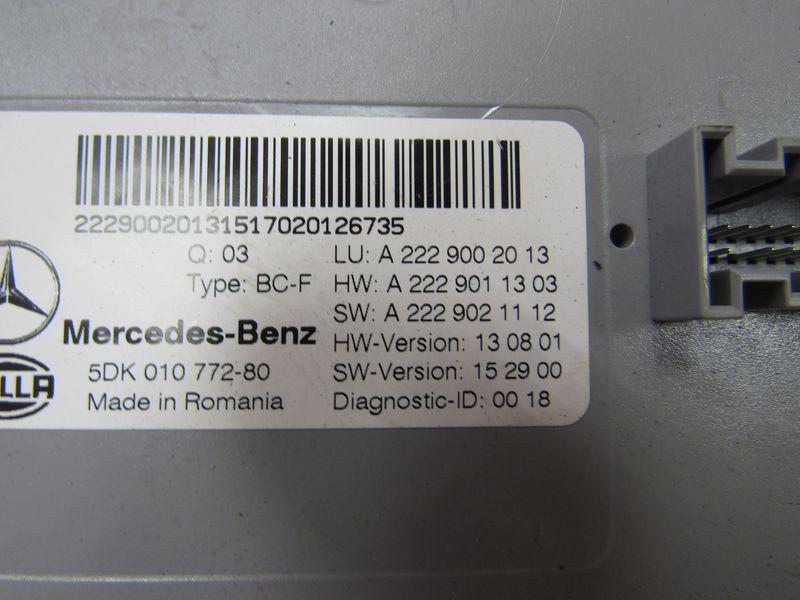 2229002013151702012​6735
Q: 03
Type: BC-F
Mercedes-Benz
5DK 010 772-80
Made in Romania
LU: A 222 900 20 13
HW: A 222 901 13 03
SW: A 222 902 11 12
HW-Version: 13 08 01
SW-Version: 15 29 00
Diagnostic-ID: 00 18